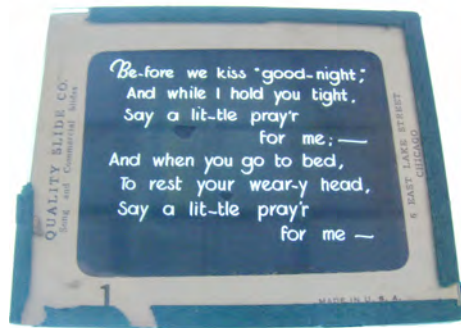 Be-fore we kiss "good-night;"
And while I hold you tight,
Say a lit-tle pray'r
for me; —
And when you go to bed,
To rest your wear-y head,
Say a lit-tle pray'r
for me —
QUALITY SLIDE CO.
Song and Commercial Slides
6 EAST LAKE STREET
CHICAGO
1
MADE IN U. S. A.